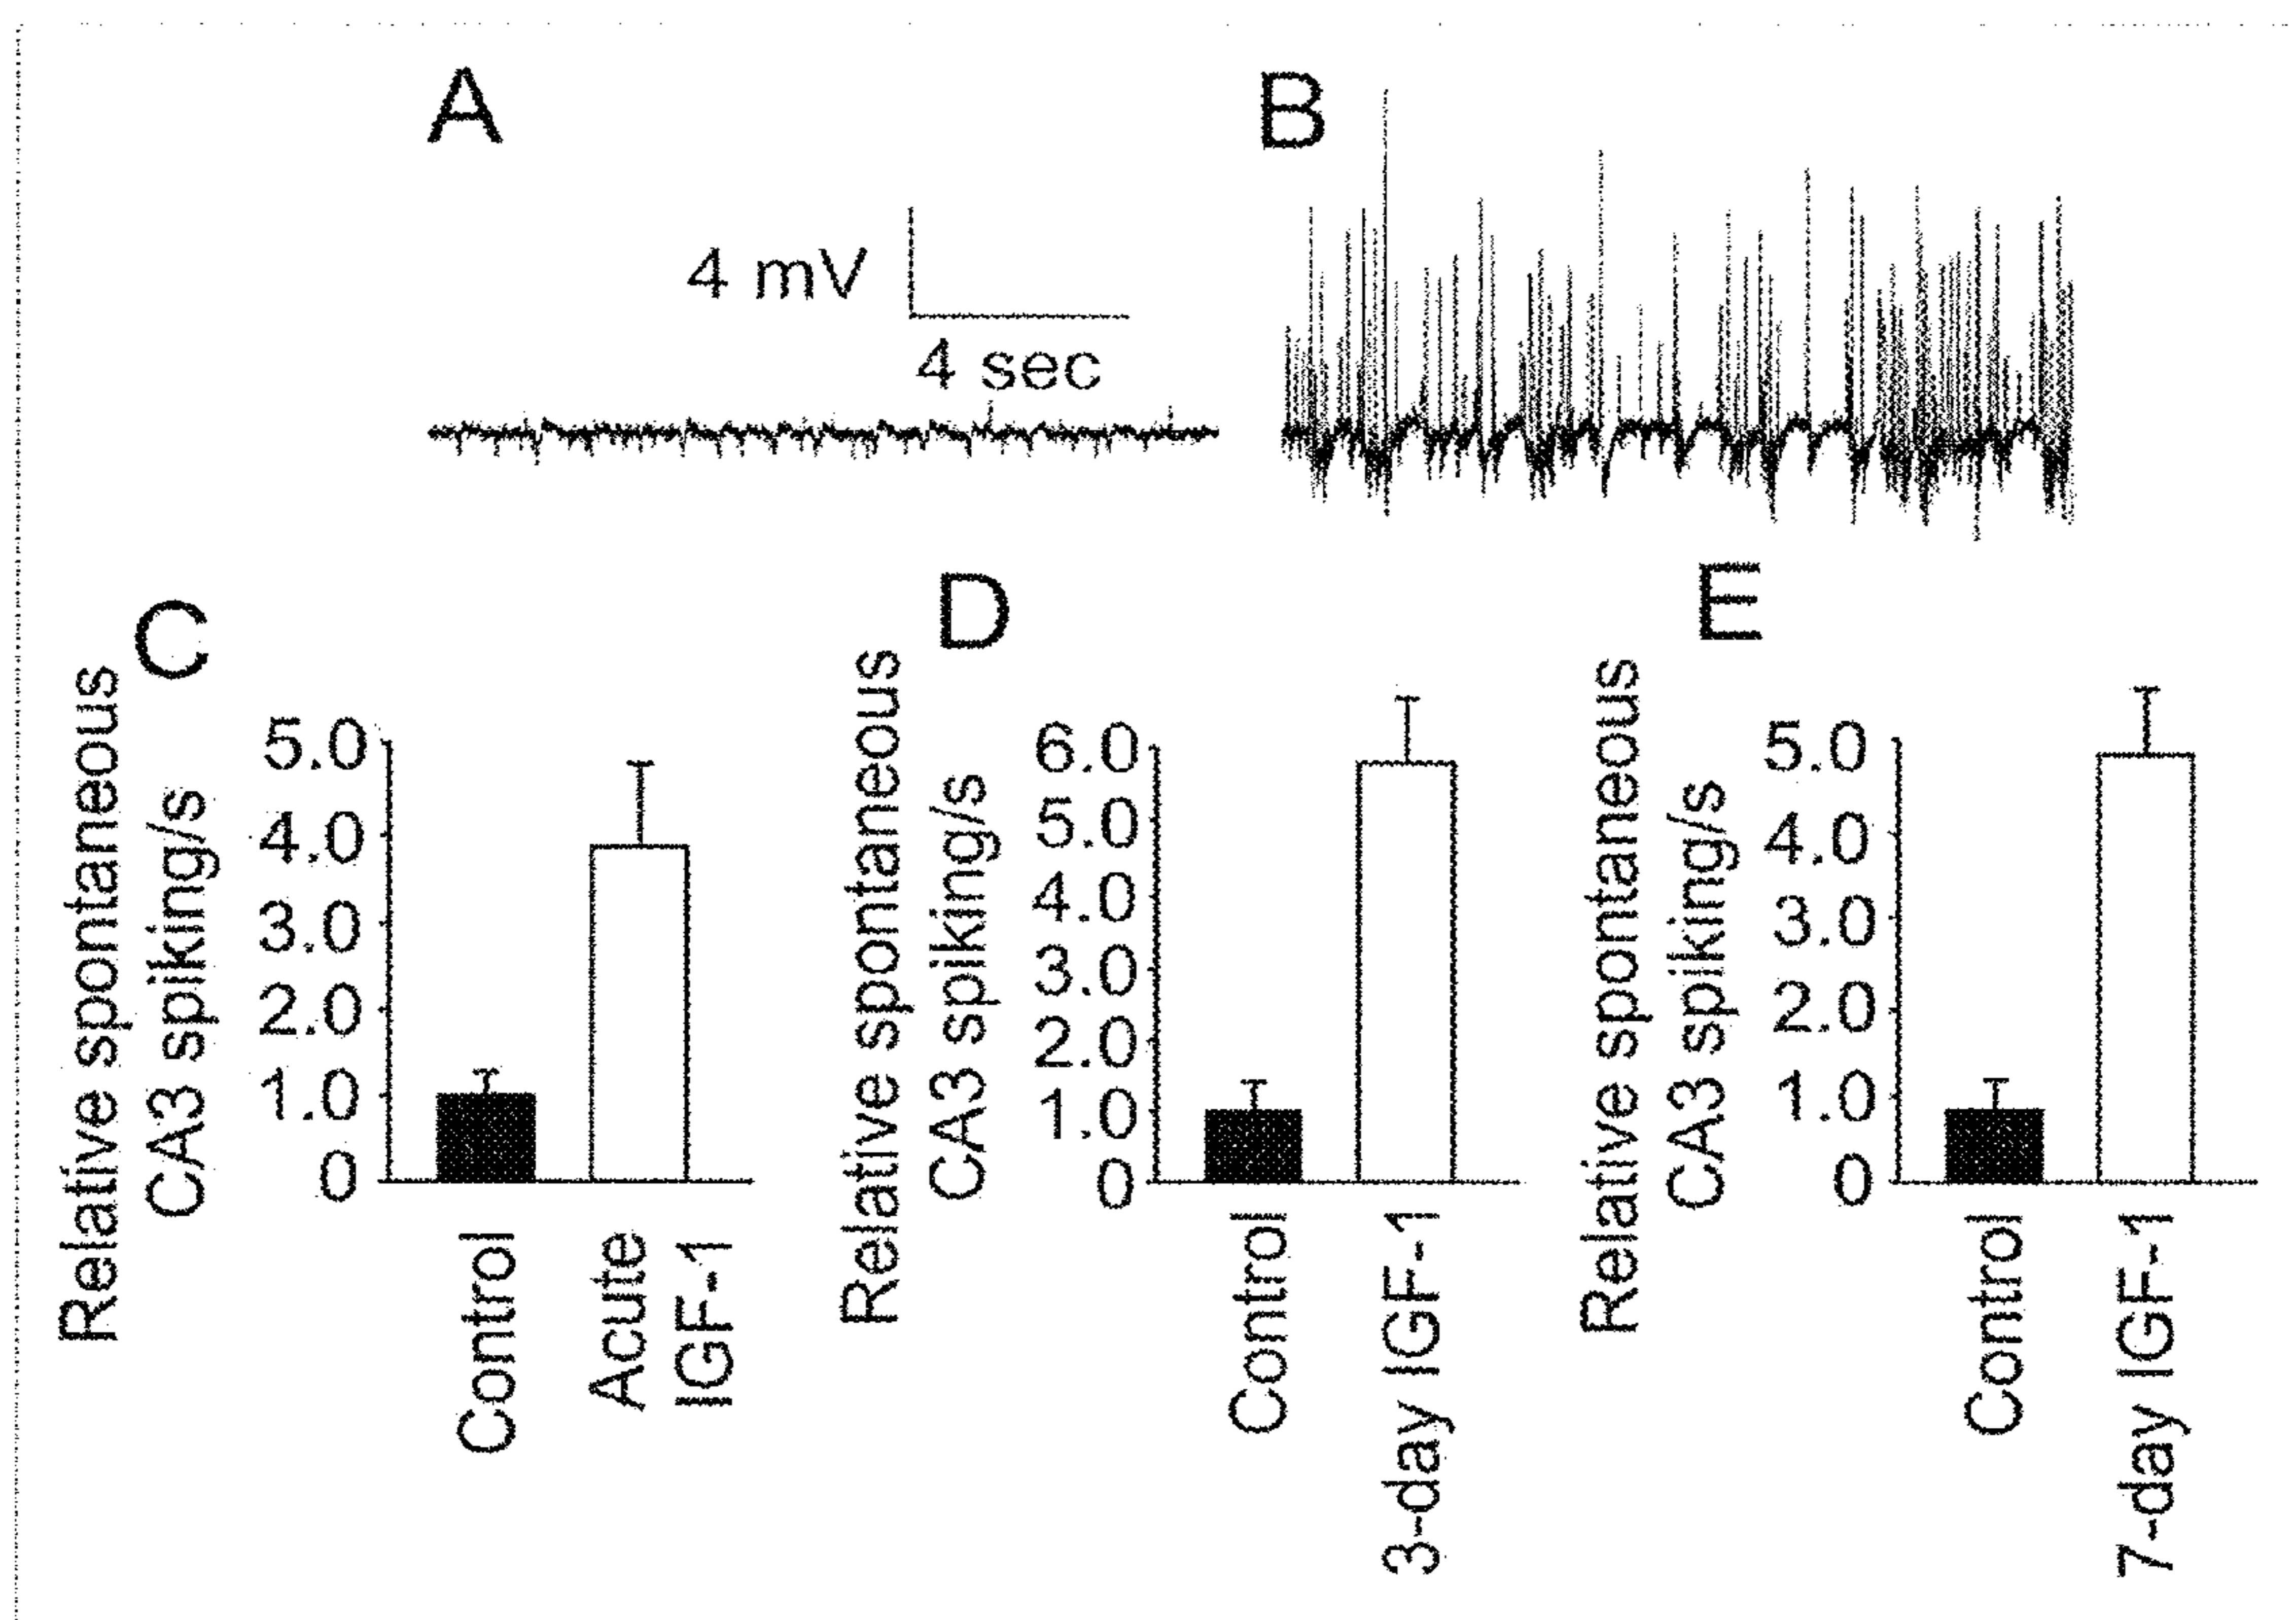 A
B
4 mV
4 sec
C
Relative spontaneous
CA3 spiking/s
5.0
4.0
3.0
2.0
1.0
0
Control
Acute
IGF-1
D
Relative spontaneous
CA3 spiking/s
6.0
5.0
4.0
3.0
2.0
1.0
0
Control
3-day IGF-1
E
Relative spontaneous
CA3 spiking/s
5.0
4.0
3.0
2.0
1.0
0
Control
7-day IGF-1